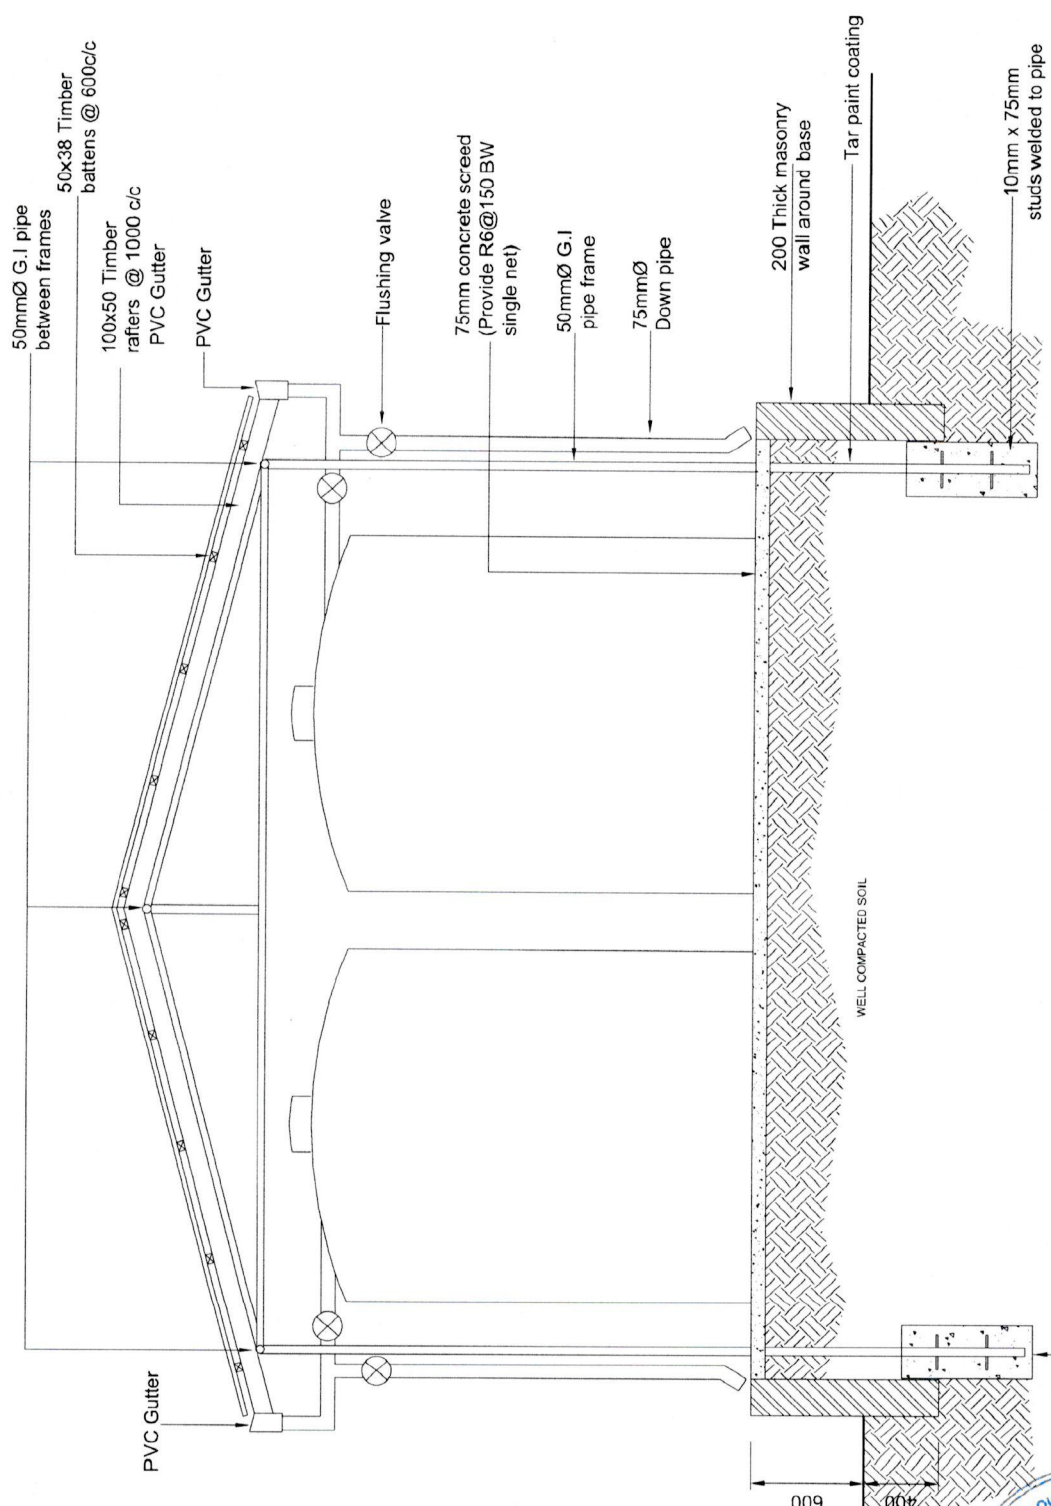 50mmØ G.I pipe
between frames
50x38 Timber
battens @ 600c/c
100x50 Timber
rafters @ 1000 c/c
PVC Gutter
PVC Gutter
Flushing valve
75mm concrete screed
(Provide R6@150 BW
single net)
50mmØ G.I
pipe frame
75mmØ
Down pipe
200 Thick masonry
wall around base
Tar paint coating
10mm x 75mm
studs welded to pipe
PVC Gutter
WELL COMPACTED SOIL
600
400